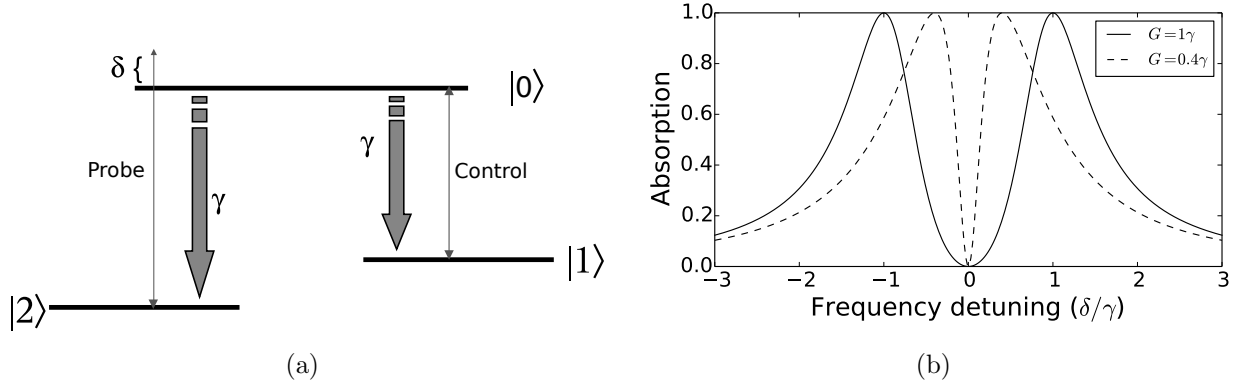 δ {
|0⟩
γ
γ
Probe
Control
|1⟩
|2⟩
(a)
1.0
0.8
0.6
0.4
0.2
0.0
Absorption
−3
−2
−1
0
1
2
3
Frequency detuning (δ/γ)
G=1γ
G=0.4γ
(b)